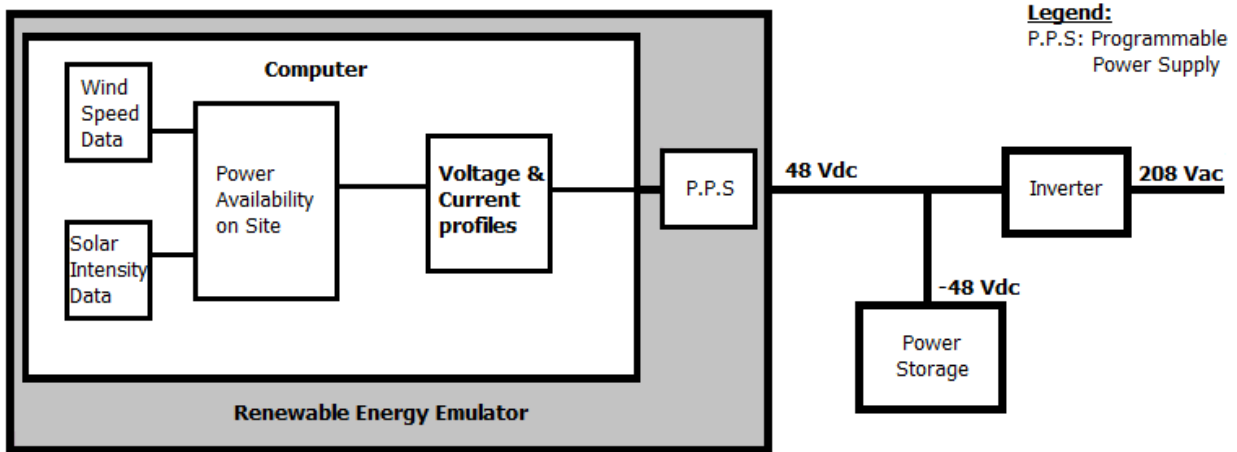 Legend:
P.P.S: Programmable
Power Supply
Computer
Wind
Speed
Data
Solar
Intensity
Data
Power
Availability
on Site
Voltage &
Current
profiles
P.P.S
Renewable Energy Emulator
48 Vdc
Inverter
208 Vac
-48 Vdc
Power
Storage